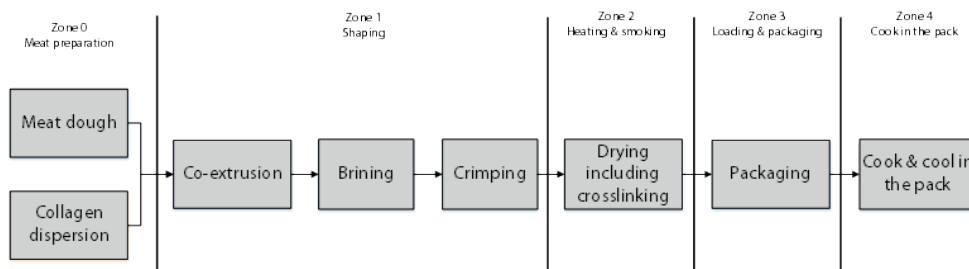 Zone 0
Meat preparation
Zone 1
Shaping
Zone 2
Heating & smoking
Zone 3
Loading & packaging
Zone 4
Cook in the pack
Meat dough
Collagen
dispersion
Co-extrusion
Brining
Crimping
Drying
including
crosslinking
Packaging
Cook & cool in
the pack